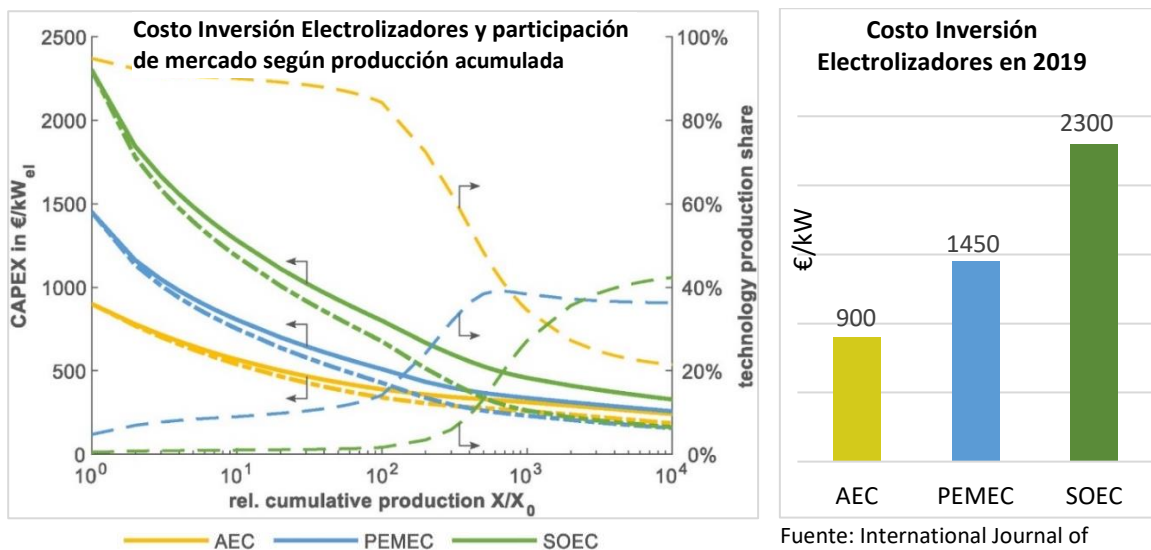 Costo Inversión Electrolizadores y participación
de mercado según producción acumulada
CAPEX in €/kW_el
2500
2000
1500
1000
500
0
100%
80%
60%
40%
20%
0%
technology production share
10^0
10^1
10^2
10^3
10^4
rel. cumulative production X/X_0
AEC
PEMEC
SOEC
Costo Inversión
Electrolizadores en 2019
€/kW
900
1450
2300
AEC
PEMEC
SOEC
Fuente: International Journal of